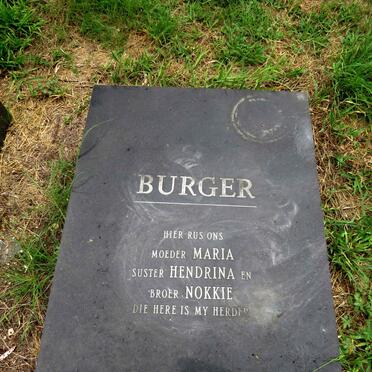 BURGER
HIER RUS ONS
MOEDER MARIA
SUSTER HENDRINA EN
BROER NOKKIE
DIE HERE IS MY HERDER